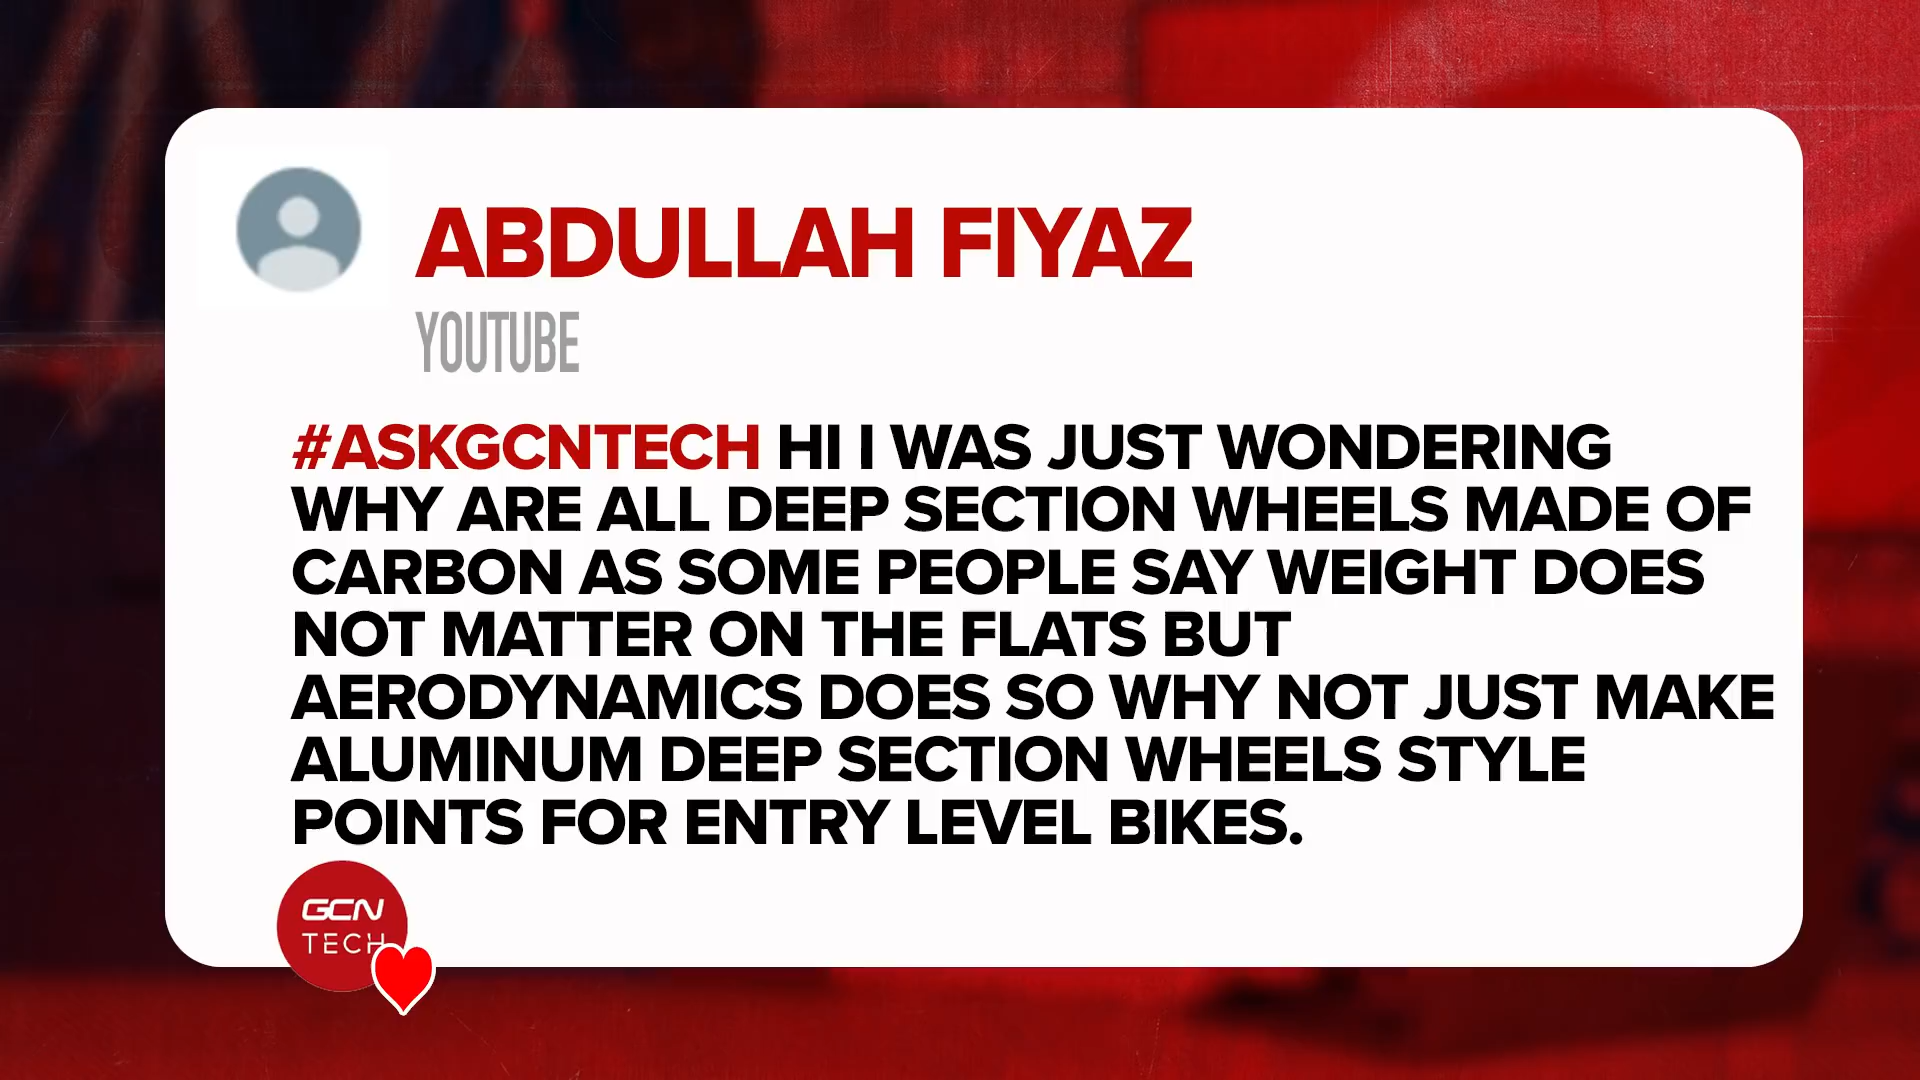 ABDULLAH FIYAZ
YOUTUBE
#ASKGCNTECH HI I WAS JUST WONDERING
WHY ARE ALL DEEP SECTION WHEELS MADE OF
CARBON AS SOME PEOPLE SAY WEIGHT DOES
NOT MATTER ON THE FLATS BUT
AERODYNAMICS DOES SO WHY NOT JUST MAKE
ALUMINUM DEEP SECTION WHEELS STYLE
POINTS FOR ENTRY LEVEL BIKES.
GCN
TECH